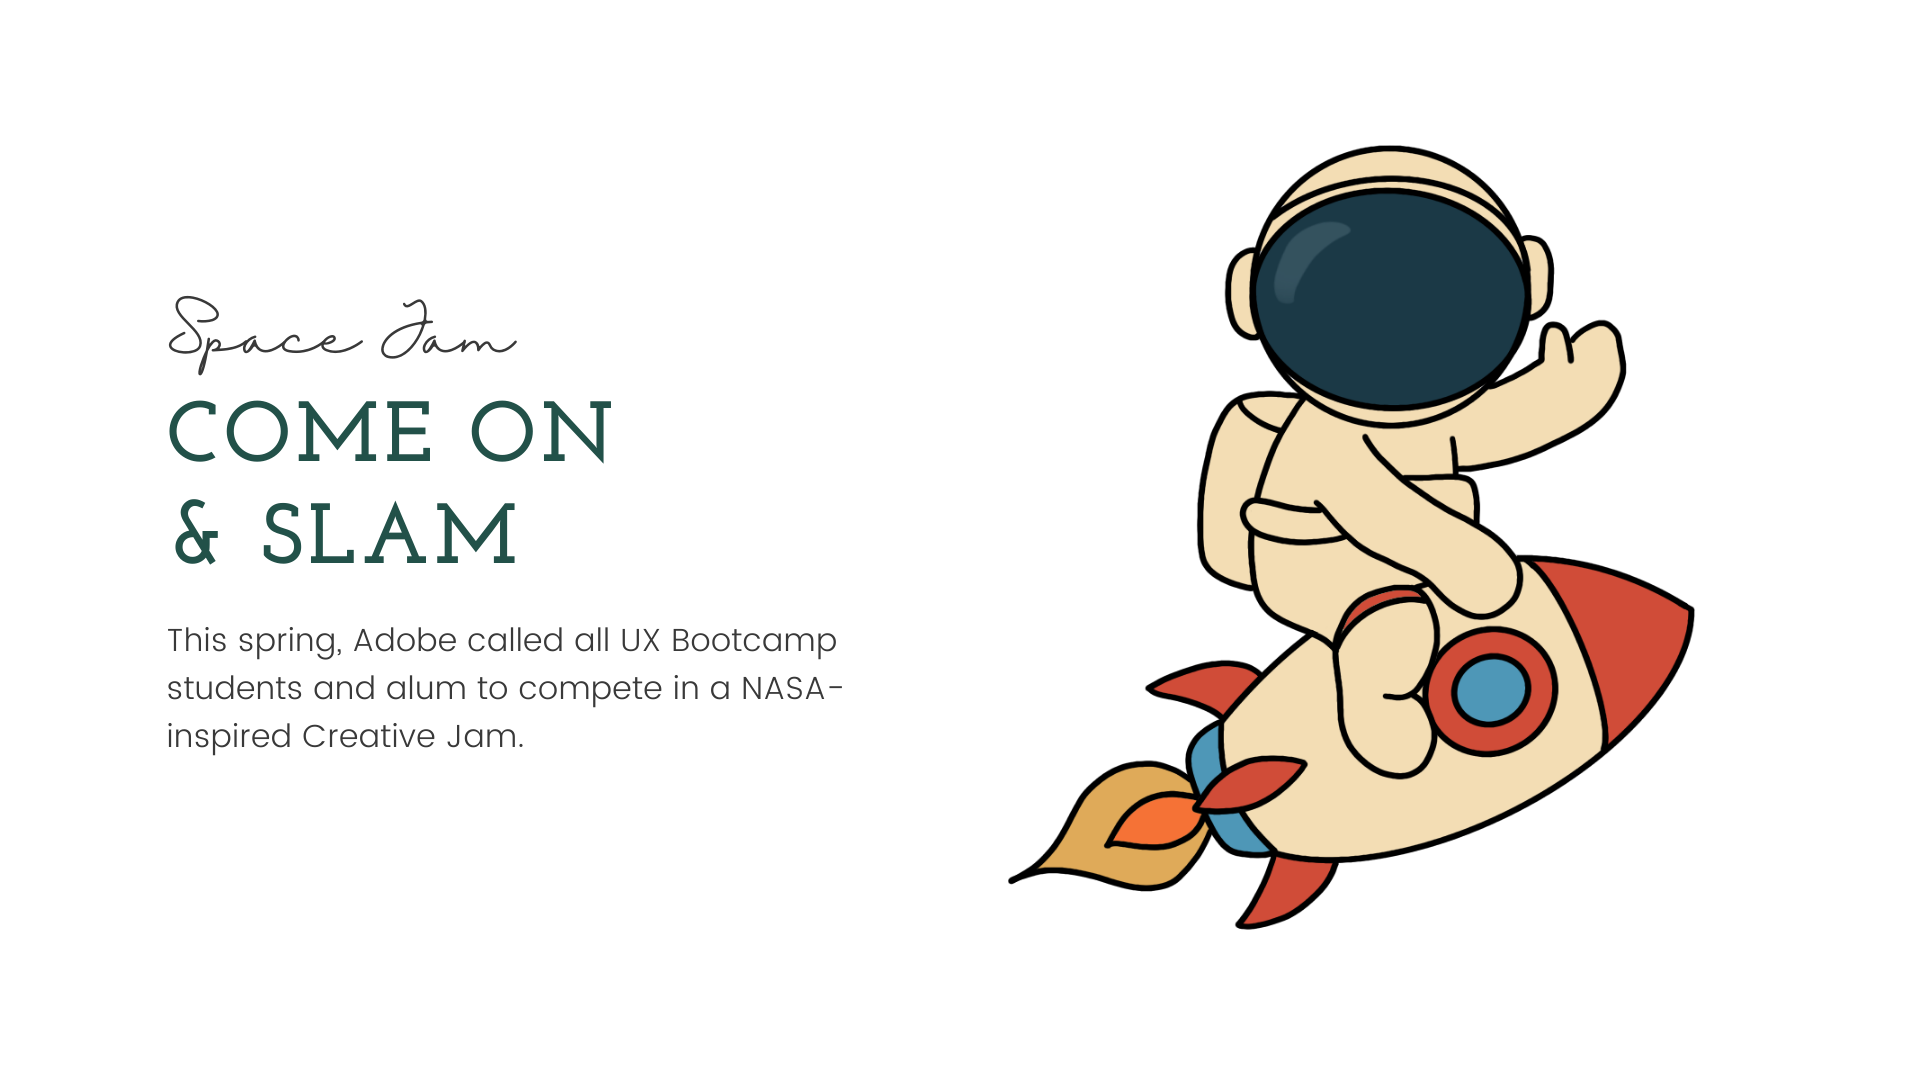 Space Jam
COME ON
& SLAM
This spring, Adobe called all UX Bootcamp
students and alum to compete in a NASA-
inspired Creative Jam.